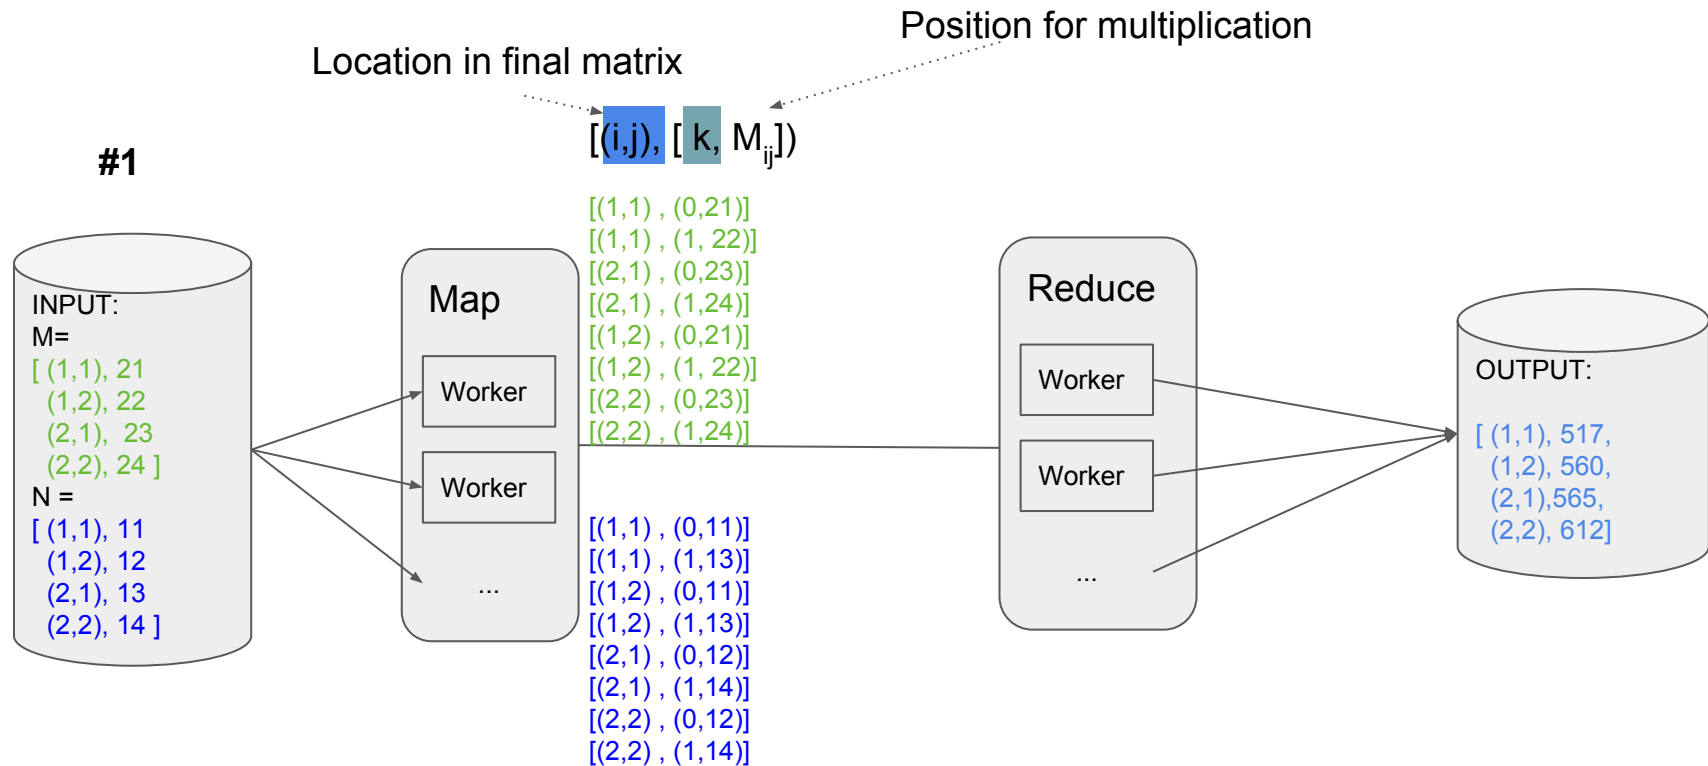 Position for multiplication
Location in final matrix
[(i,j), [ k, Mij])
#1
INPUT:
M=
[ (1,1), 21
(1,2), 22
(2,1), 23
(2,2), 24 ]
N =
[ (1,1), 11
(1,2), 12
(2,1), 13
(2,2), 14 ]
Map
Worker
Worker
...
[(1,1) , (0,21)]
[(1,1) , (1, 22)]
[(2,1) , (0,23)]
[(2,1) , (1,24)]
[(1,2) , (0,21)]
[(1,2) , (1, 22)]
[(2,2) , (0,23)]
[(2,2) , (1,24)]
[(1,1) , (0,11)]
[(1,1) , (1,13)]
[(1,2) , (0,11)]
[(1,2) , (1,13)]
[(2,1) , (0,12)]
[(2,1) , (1,14)]
[(2,2) , (0,12)]
[(2,2) , (1,14)]
Reduce
Worker
Worker
...
OUTPUT:
[ (1,1), 517,
(1,2), 560,
(2,1),565,
(2,2), 612]